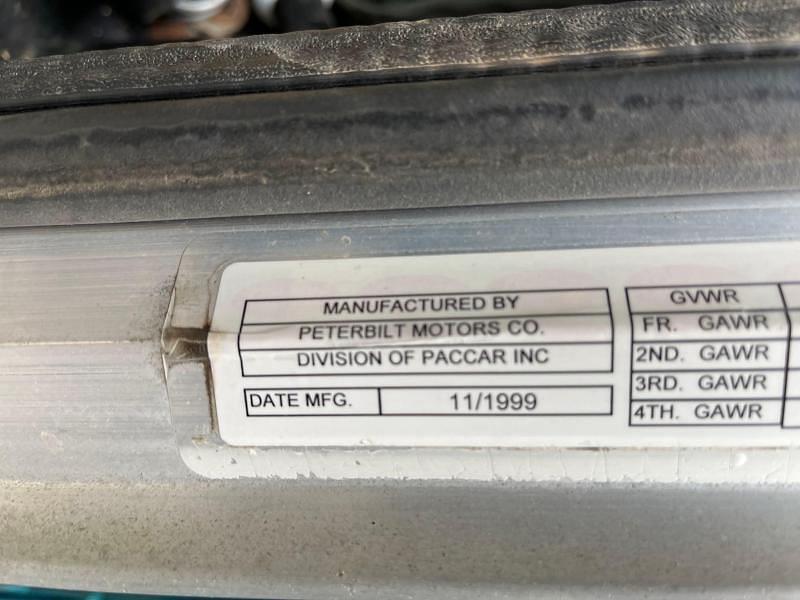 MANUFACTURED BY
PETERBILT MOTORS CO.
DIVISION OF PACCAR INC
DATE MFG. 11/1999
GVWR
FR. GAWR
2ND. GAWR
3RD. GAWR
4TH. GAWR